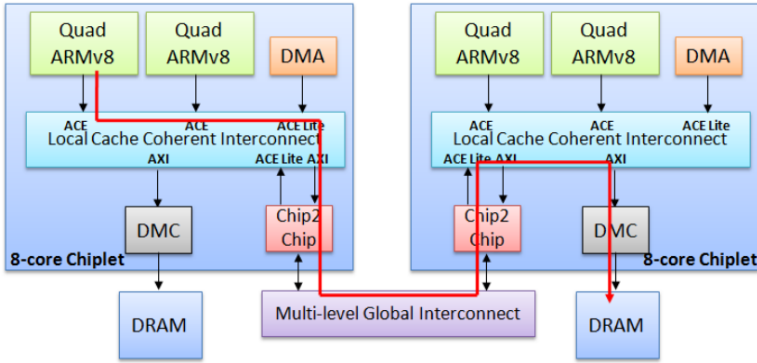 Quad
ARMv8
Quad
ARMv8
DMA
ACE
ACE
ACE Lite
Local Cache Coherent Interconnect
AXI
ACE Lite AXI
DMC
Chip2
Chip
8-core Chiplet
DRAM
Quad
ARMv8
Quad
ARMv8
DMA
ACE
ACE
ACE Lite
Local Cache Coherent Interconnect
ACE Lite AXI
AXI
Chip2
Chip
DMC
8-core Chiplet
Multi-level Global Interconnect
DRAM